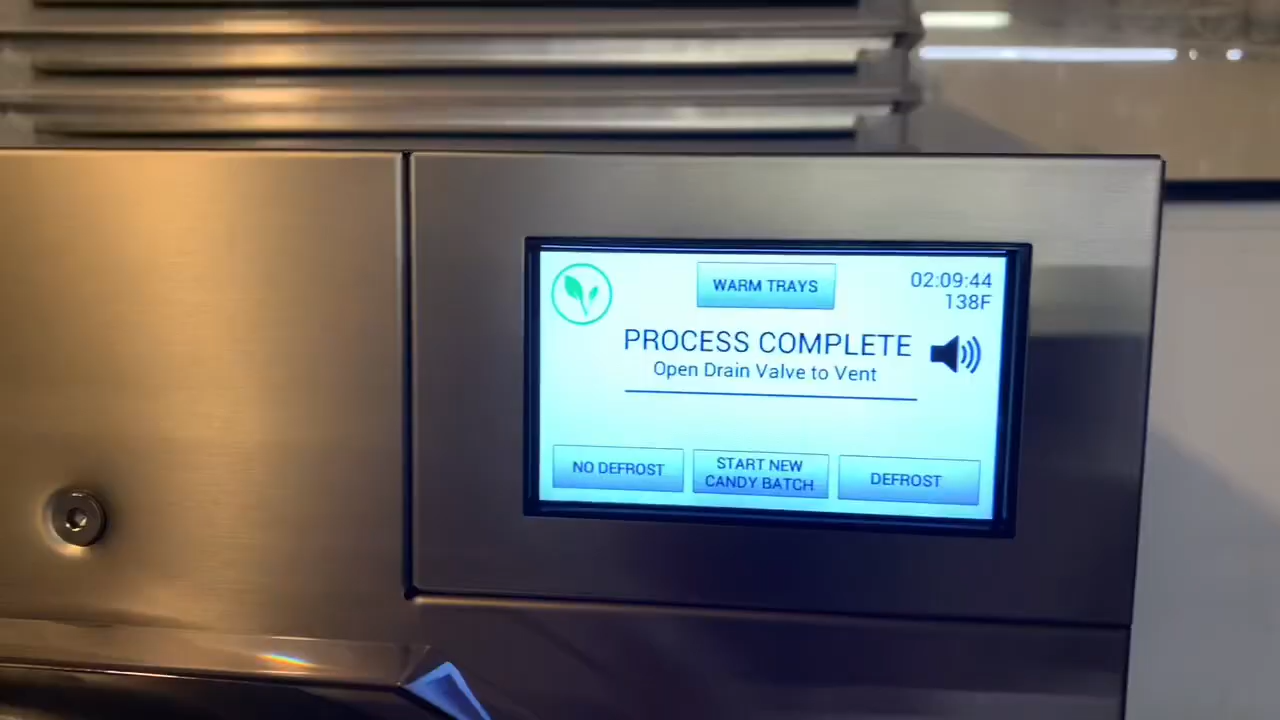 WARM TRAYS
02:09:44
138F
PROCESS COMPLETE
Open Drain Valve to Vent
NO DEFROST
START NEW
CANDY BATCH
DEFROST